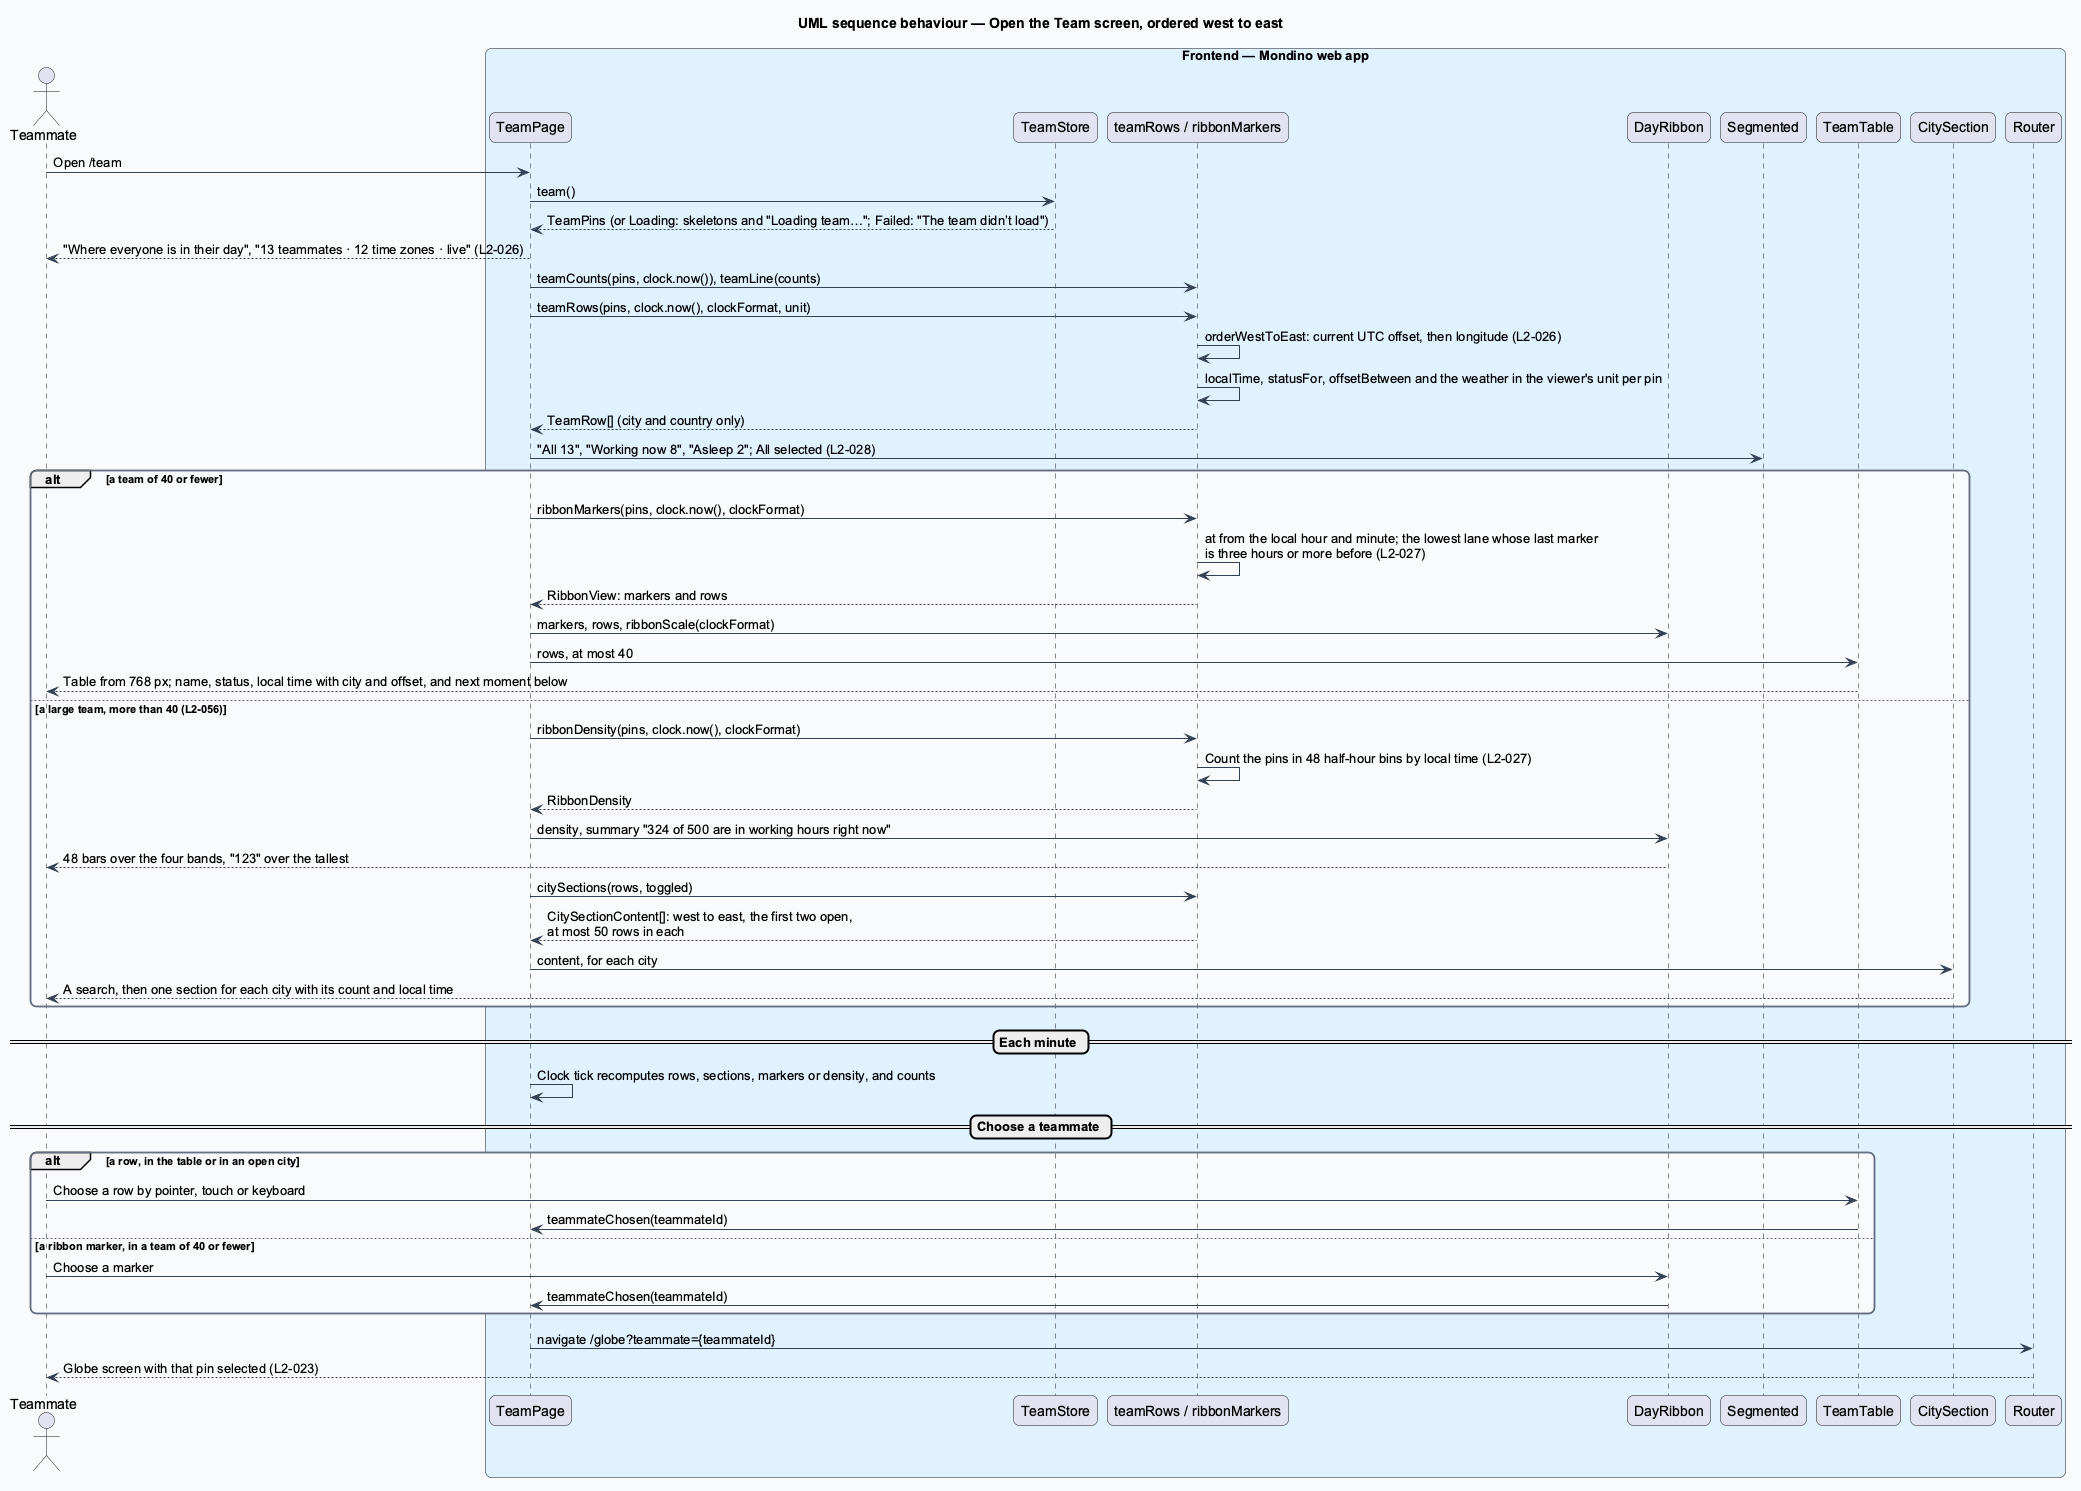 UML sequence behaviour — Open the Team screen, ordered west to east
Frontend — Mondino web app
Teammate
TeamPage
TeamStore
teamRows / ribbonMarkers
DayRibbon
Segmented
TeamTable
CitySection
Router
Open /team
team()
TeamPins (or Loading: skeletons and "Loading team…"; Failed: "The team didn't load")
"Where everyone is in their day", "13 teammates · 12 time zones · live" (L2-026)
teamCounts(pins, clock.now()), teamLine(counts)
teamRows(pins, clock.now(), clockFormat, unit)
orderWestToEast: current UTC offset, then longitude (L2-026)
localTime, statusFor, offsetBetween and the weather in the viewer's unit per pin
TeamRow[] (city and country only)
"All 13", "Working now 8", "Asleep 2"; All selected (L2-028)
alt
[a team of 40 or fewer]
ribbonMarkers(pins, clock.now(), clockFormat)
at from the local hour and minute; the lowest lane whose last marker
is three hours or more before (L2-027)
RibbonView: markers and rows
markers, rows, ribbonScale(clockFormat)
rows, at most 40
Table from 768 px; name, status, local time with city and offset, and next moment below
[a large team, more than 40 (L2-056)]
ribbonDensity(pins, clock.now(), clockFormat)
Count the pins in 48 half-hour bins by local time (L2-027)
RibbonDensity
density, summary "324 of 500 are in working hours right now"
48 bars over the four bands, "123" over the tallest
citySections(rows, toggled)
CitySectionContent[]: west to east, the first two open,
at most 50 rows in each
content, for each city
A search, then one section for each city with its count and local time
Each minute
Clock tick recomputes rows, sections, markers or density, and counts
Choose a teammate
alt
[a row, in the table or in an open city]
Choose a row by pointer, touch or keyboard
teammateChosen(teammateId)
[a ribbon marker, in a team of 40 or fewer]
Choose a marker
teammateChosen(teammateId)
navigate /globe?teammate={teammateId}
Globe screen with that pin selected (L2-023)
Teammate
TeamPage
TeamStore
teamRows / ribbonMarkers
DayRibbon
Segmented
TeamTable
CitySection
Router